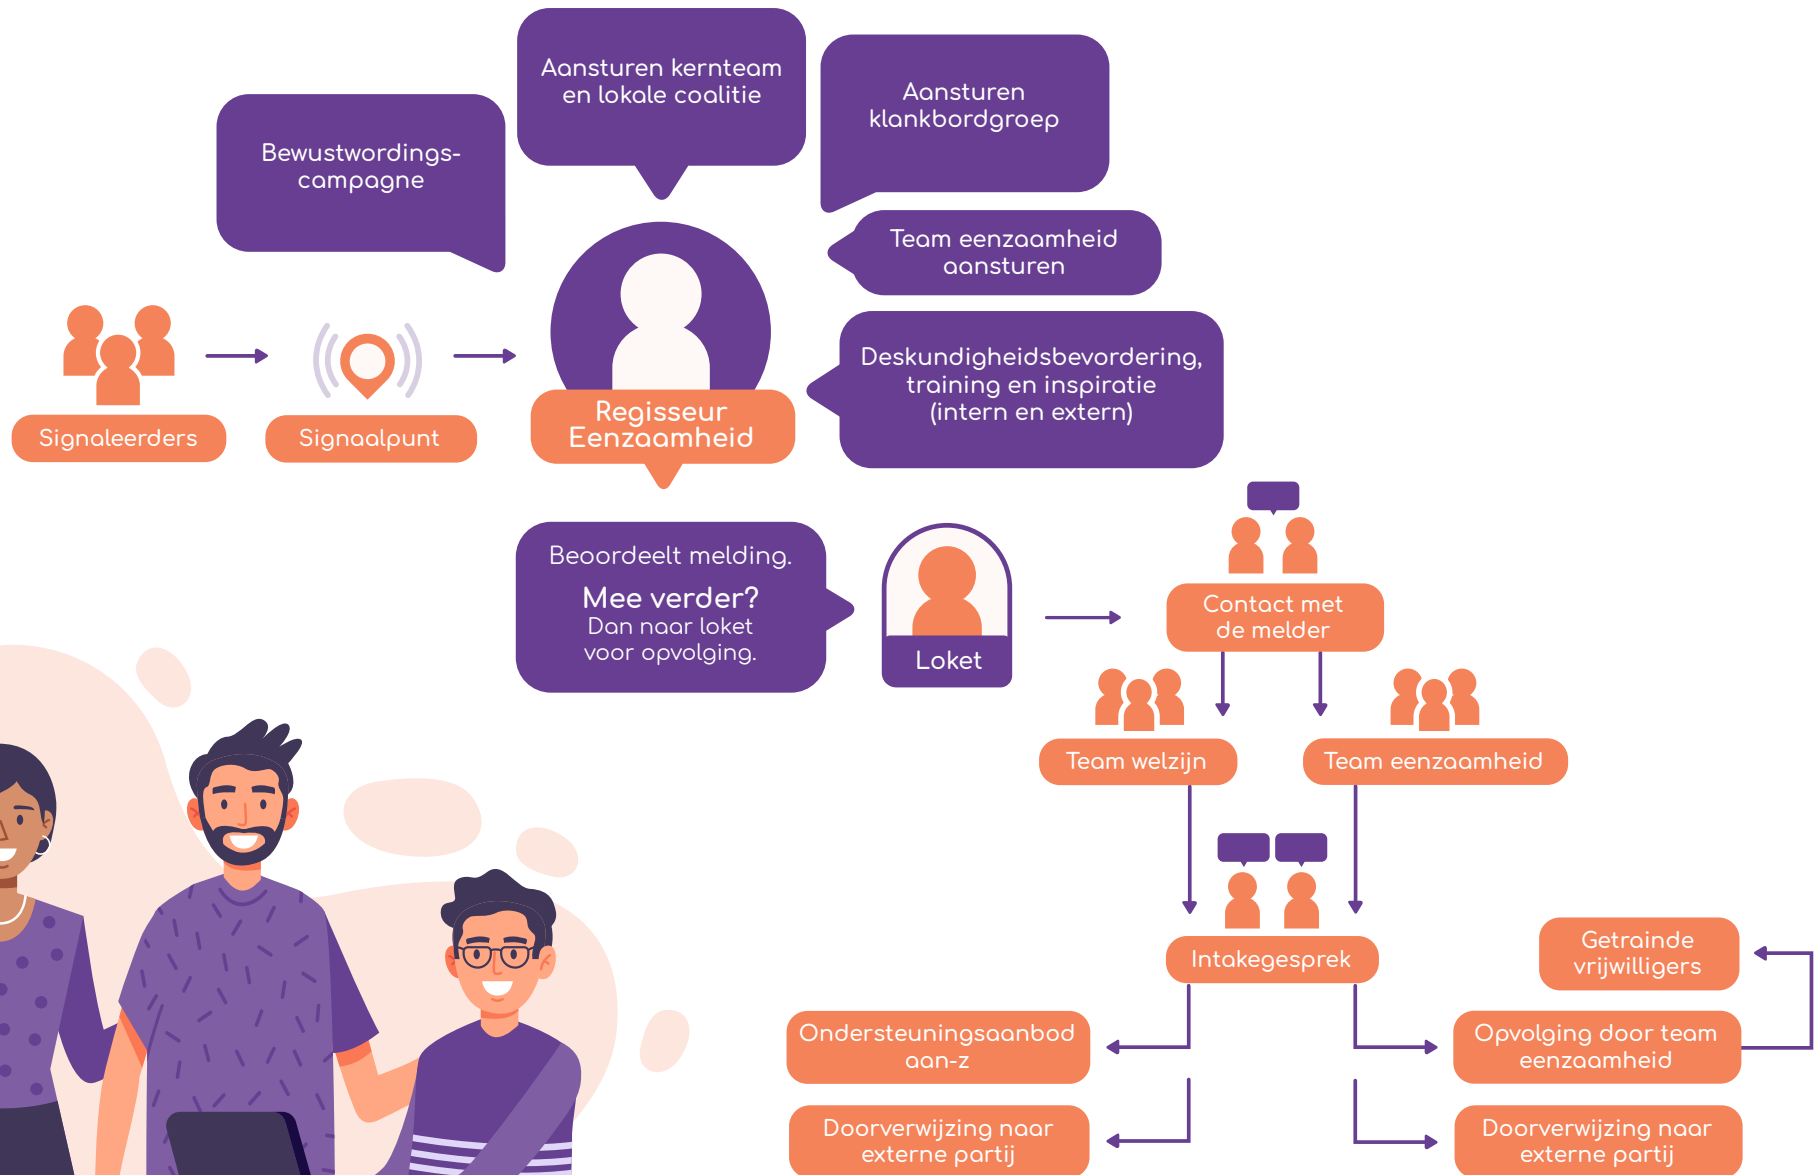 Aansturen kernteam
en lokale coalitie
Aansturen
klankbordgroep
Bewustwordings-
campagne
Team eenzaamheid
aansturen
Deskundigheidsbevordering,
training en inspiratie
(intern en extern)
Signaleerders
Signaalpunt
Regisseur
Eenzaamheid
Beoordeelt melding.
Mee verder?
Dan naar loket
voor opvolging.
Loket
Contact met
de melder
Team welzijn
Team eenzaamheid
Intakegesprek
Getrainde
vrijwilligers
Ondersteuningsaanbod
aan-z
Opvolging door team
eenzaamheid
Doorverwijzing naar
externe partij
Doorverwijzing naar
externe partij